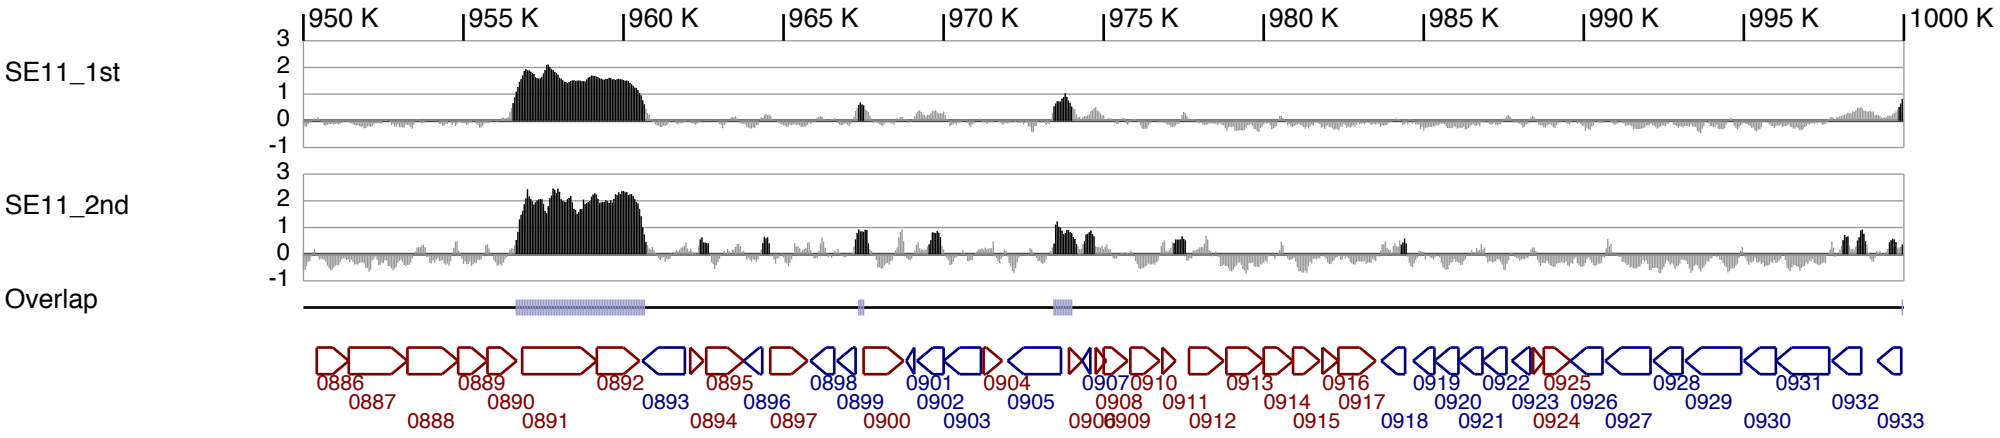 950 K 955 K 960 K 965 K 970 K 975 K 980 K 985 K 990 K 995 K 1000 K
3
SE11_1st
2
1
0
-1
3
SE11_2nd
2
1
0
-1
Overlap
0886 0889 0892 0895 0898 0901 0904 0907 0910 0913 0916 0919 0922 0925 0928 0931
0887 0890 0893 0896 0899 0902 0905 0908 0911 0914 0917 0920 0923 0926 0929 0932
0888 0891 0894 0897 0900 0903 0906 0909 0912 0915 0918 0921 0924 0927 0930 0933